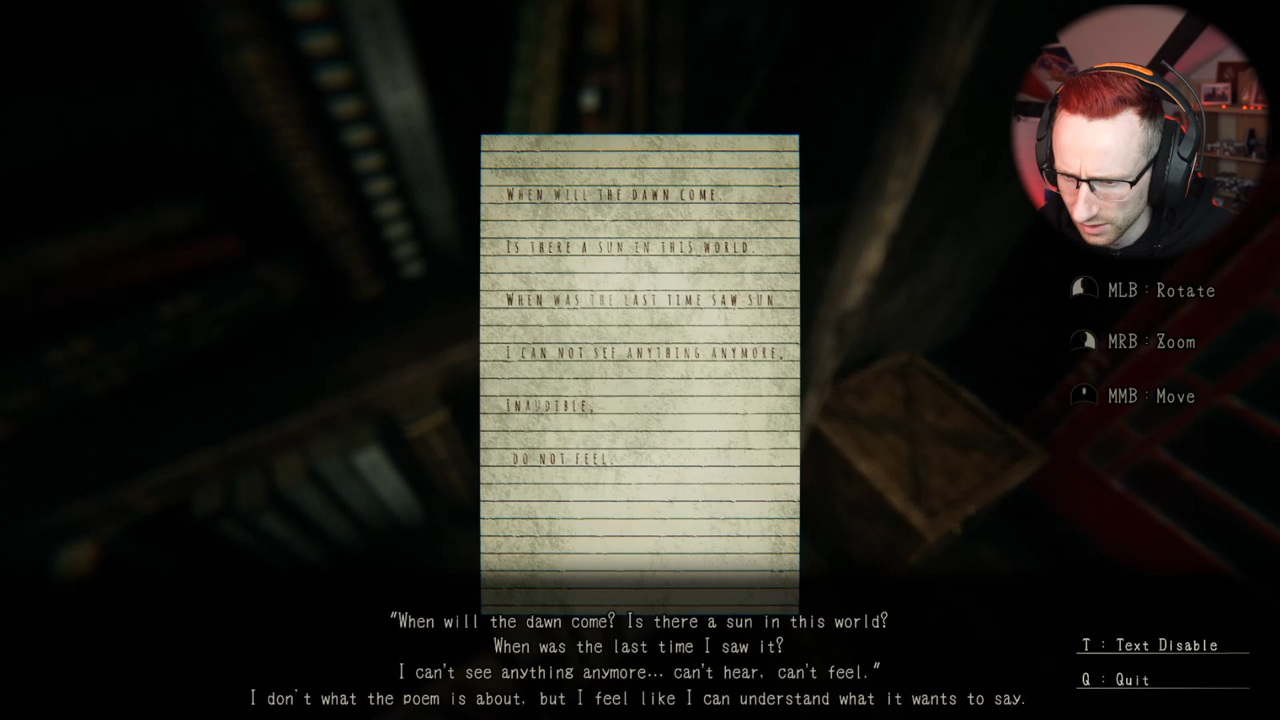 WHEN WILL THE DAWN COME.
IS THERE A SUN IN THIS WORLD.
WHEN WAS THE LAST TIME SAW SUN
I CAN NOT SEE ANYTHING ANYMORE.
INAUDIBLE.
DO NOT FEEL.
MLB : Rotate
MRB : Zoom
MMB : Move
"When will the dawn come? Is there a sun in this world?
When was the last time I saw it?
I can't see anything anymore... can't hear, can't feel."
I don't what the poem is about, but I feel like I can understand what it wants to say.
T : Text Disable
Q : Quit